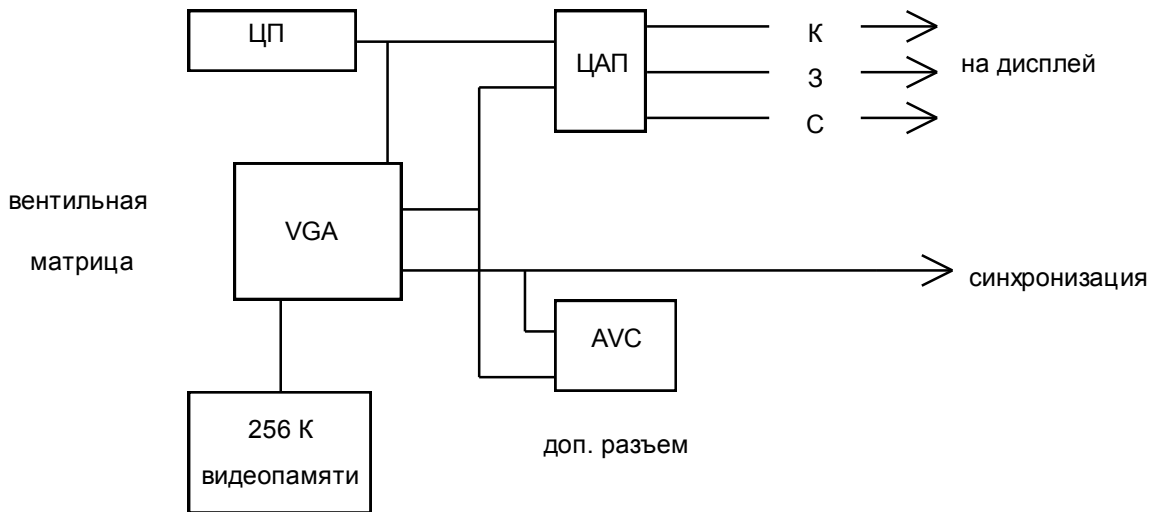 ЦП
ЦАП
К
З
С
на дисплей
вентильная
матрица
VGA
синхронизация
AVC
256 К
видеопамяти
доп. разъем